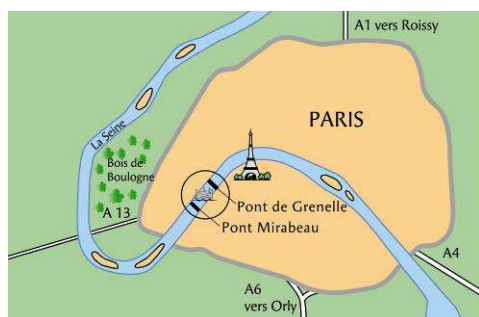 A1 vers Roissy
La Seine
PARIS
Bois de
Boulogne
Pont de Grenelle
A 13
Pont Mirabeau
A4
A6
vers Orly